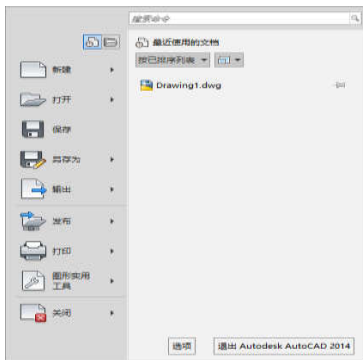 搜索命令
最近使用的文档
按已排序列表
Drawing1.dwg
新建
打开
保存
另存为
输出
发布
打印
图形实用
工具
关闭
选项
退出 Autodesk AutoCAD 2014